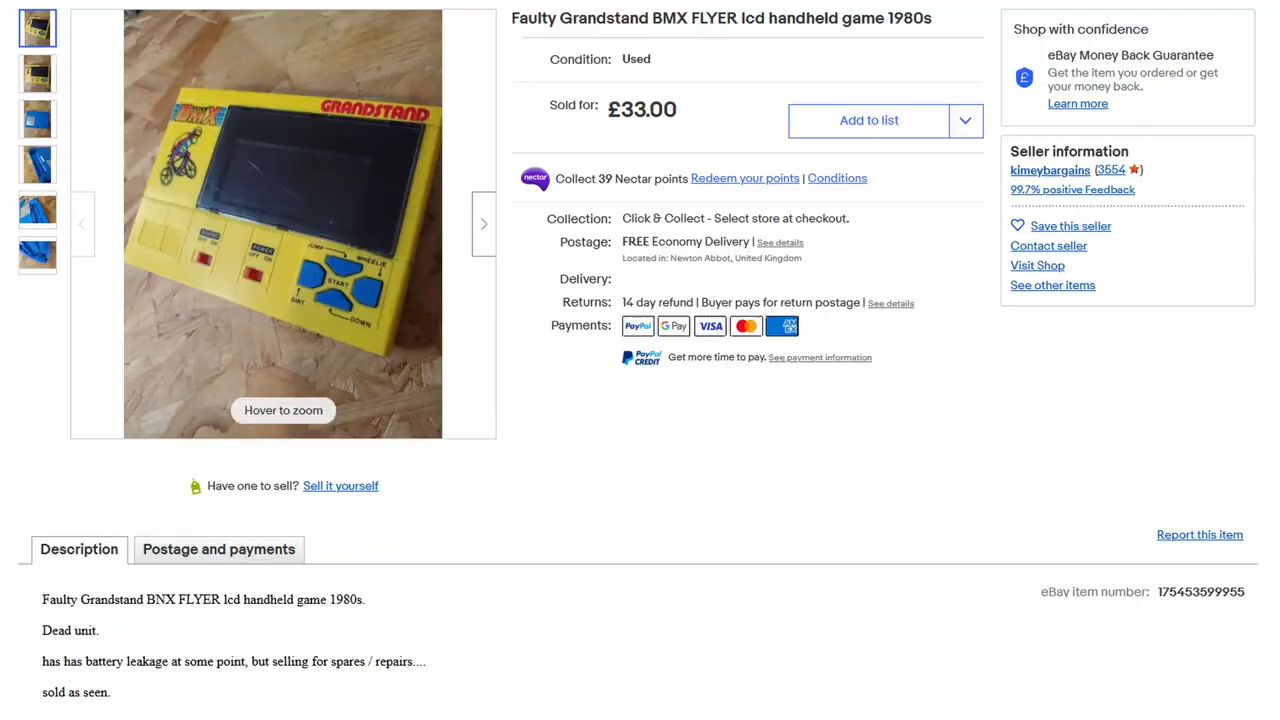 Faulty Grandstand BMX FLYER lcd handheld game 1980s
Condition: Used
Sold for: £33.00
Add to list
nectar
Collect 39 Nectar points Redeem your points | Conditions
Collection: Click & Collect - Select store at checkout.
Postage: FREE Economy Delivery | See details
Located in: Newton Abbot, United Kingdom
Delivery:
Returns: 14 day refund | Buyer pays for return postage | See details
Payments: PayPal G Pay VISA AMEX
PayPal CREDIT Get more time to pay. See payment information
Shop with confidence
eBay Money Back Guarantee
£
Get the item you ordered or get
your money back.
Learn more
Seller information
kimeybargains (3554)
99.7% positive Feedback
Save this seller
Contact seller
Visit Shop
See other items
BMX
GRANDSTAND
SOUND
OFF ON
POWER
OFF ON
JUMP
WHEELIE
START
DIRT
DOWN
Hover to zoom
Have one to sell? Sell it yourself
Report this item
Description
Postage and payments
eBay item number: 175453599955
Faulty Grandstand BNX FLYER lcd handheld game 1980s.
Dead unit.
has has battery leakage at some point, but selling for spares / repairs....
sold as seen.